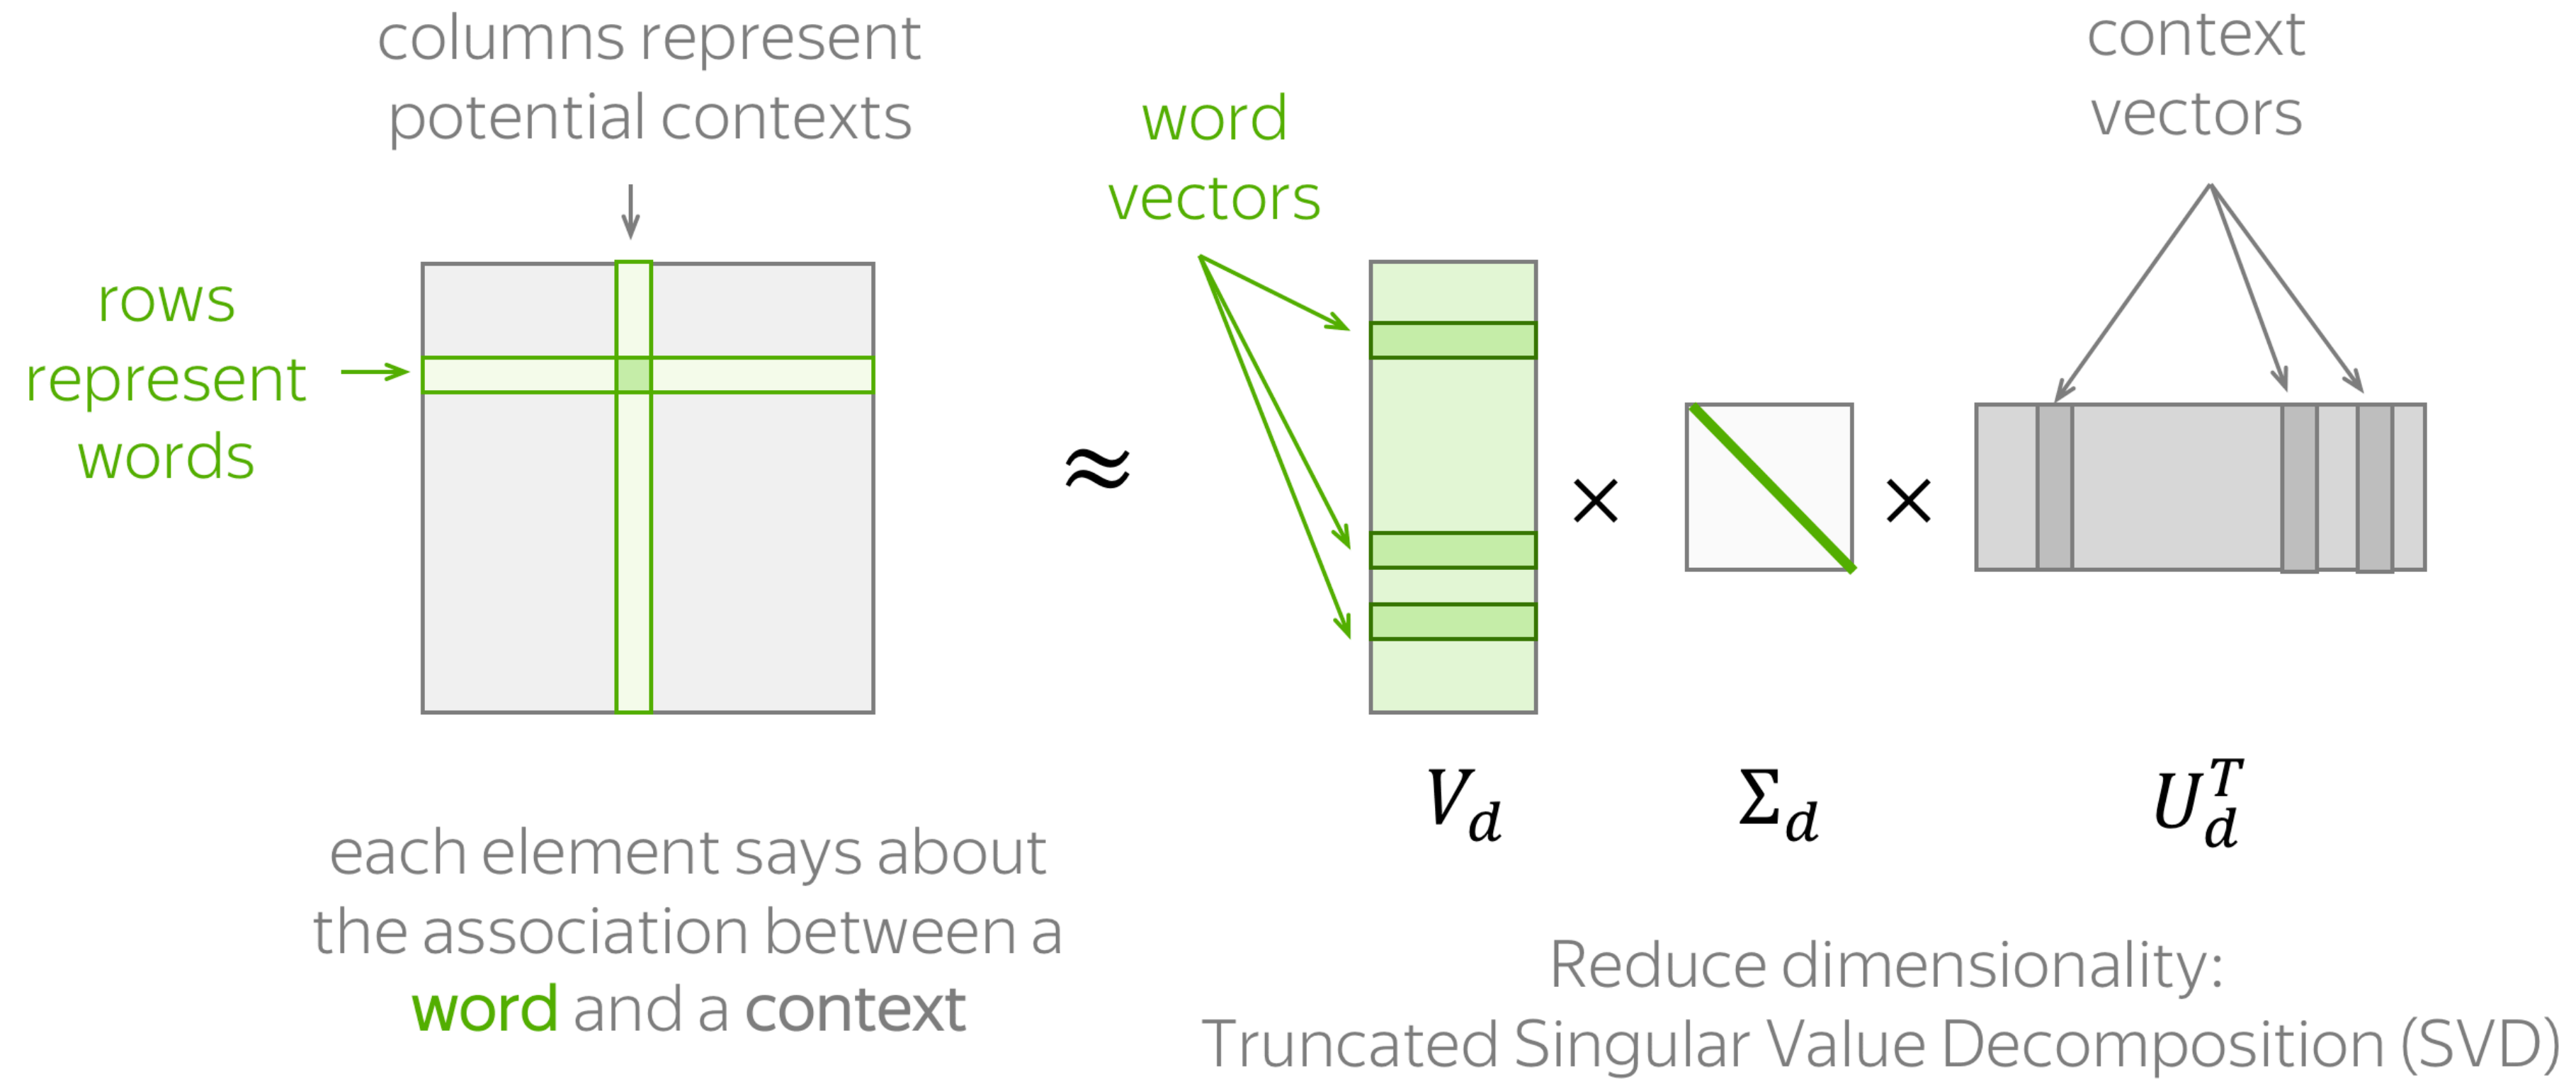 columns represent
potential contexts
rows
represent
words
each element says about
the association between a
word and a context
≈
word
vectors
×
×
context
vectors
V_d
Σ_d
U_d^T
Reduce dimensionality:
Truncated Singular Value Decomposition (SVD)